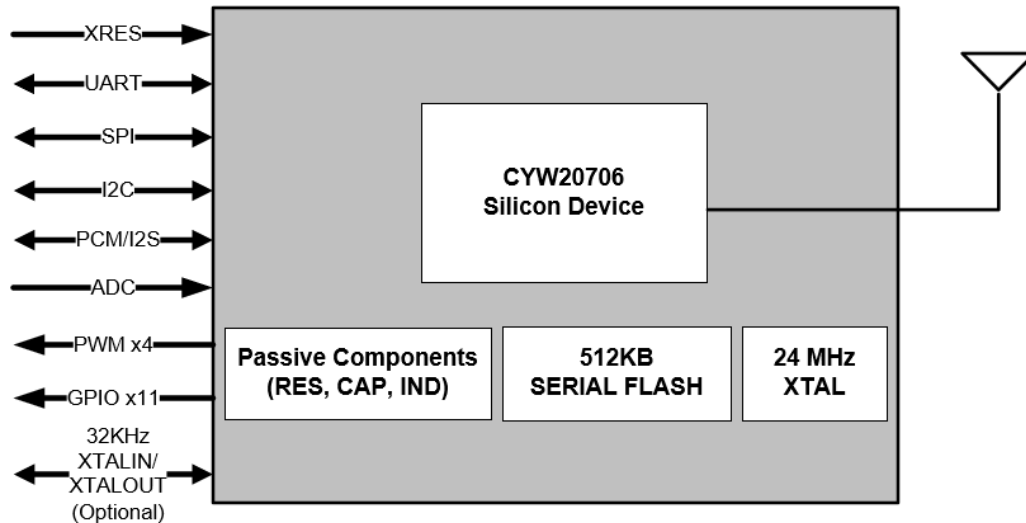 XRES
UART
SPI
I2C
PCM/I2S
ADC
PWM x4
GPIO x11
32KHz
XTALIN/
XTALOUT
(Optional)
CYW20706
Silicon Device
Passive Components
(RES, CAP, IND)
512KB
SERIAL FLASH
24 MHz
XTAL